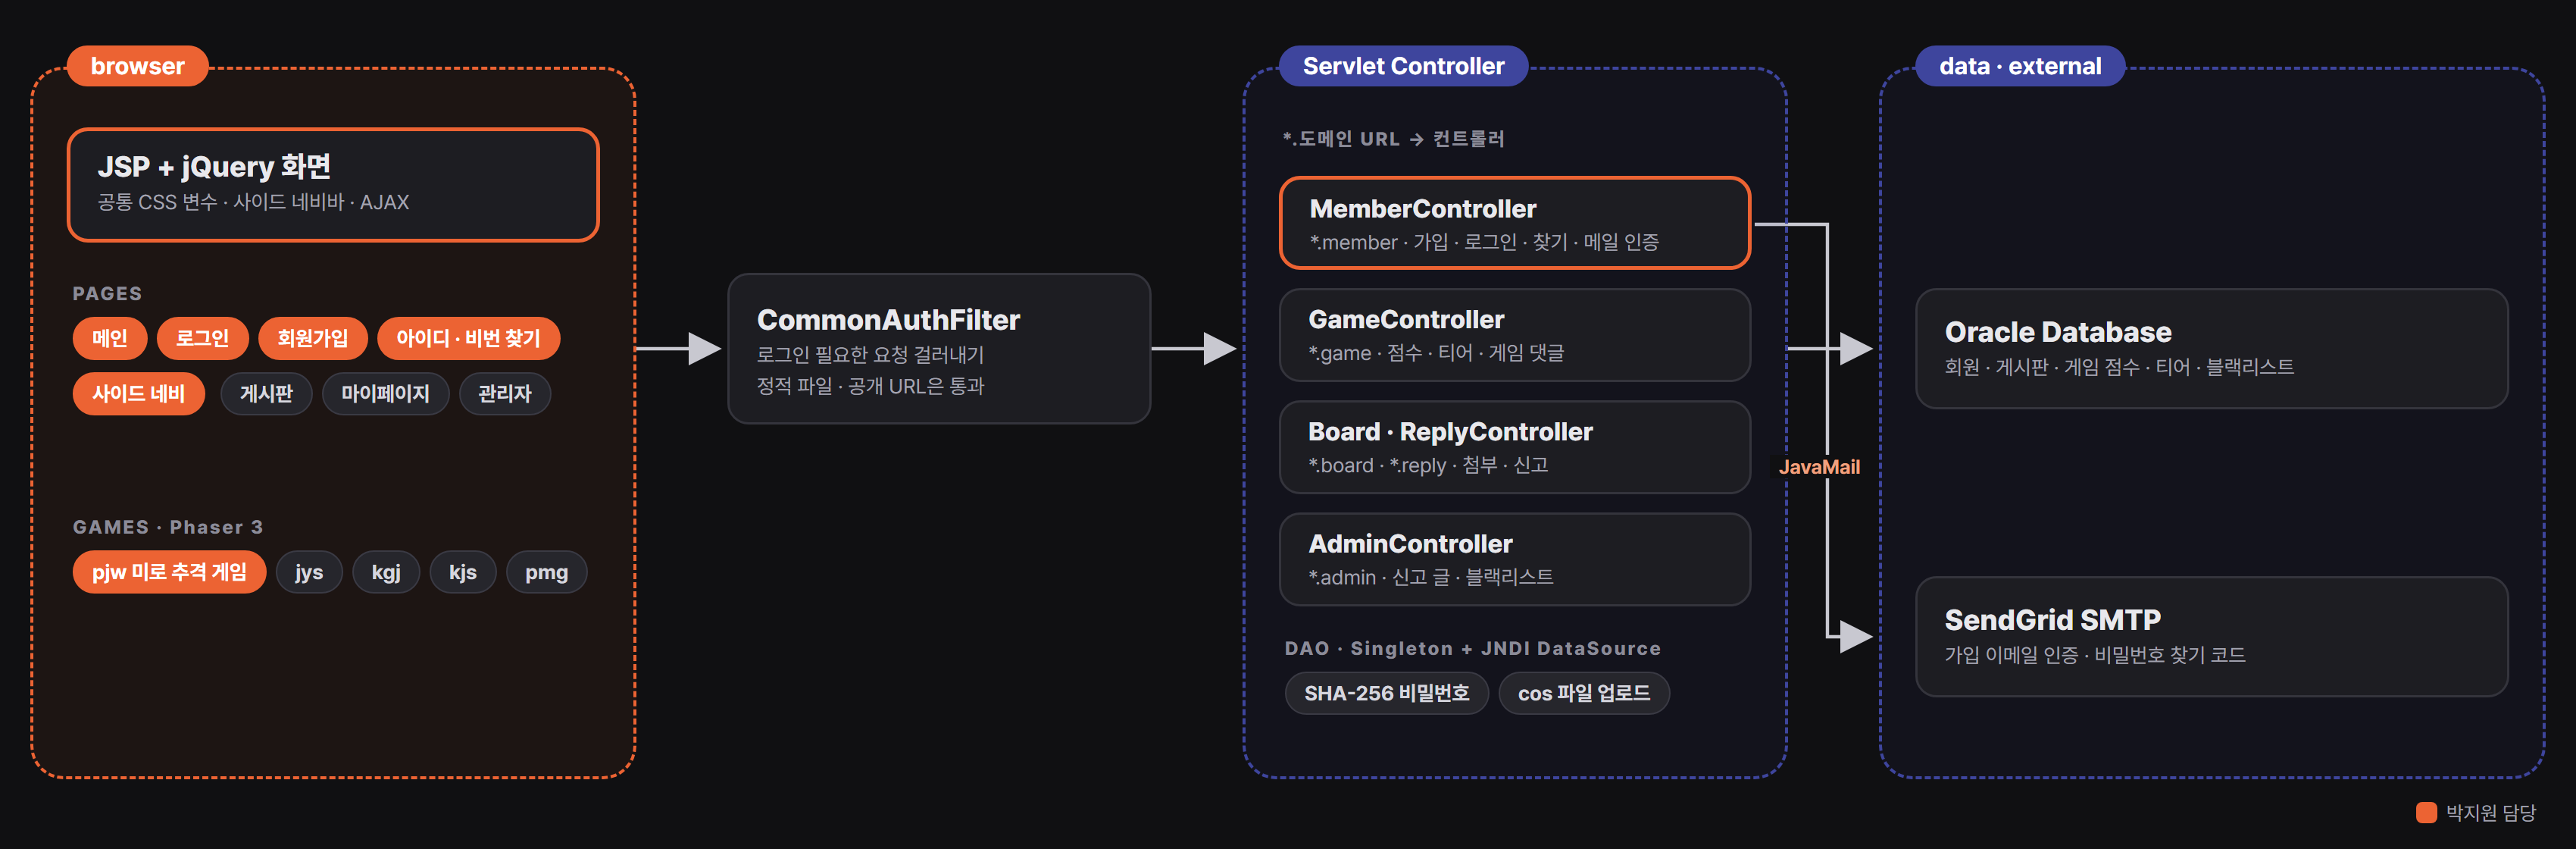 browser
JSP + jQuery 화면
공통 CSS 변수 · 사이드 네비바 · AJAX
PAGES
메인 로그인 회원가입 아이디 · 비번 찾기
사이드 네비 게시판 마이페이지 관리자
GAMES · Phaser 3
pjw 미로 추격 게임 jys kgj kjs pmg
CommonAuthFilter
로그인 필요한 요청 걸러내기
정적 파일 · 공개 URL은 통과
Servlet Controller
*.도메인 URL → 컨트롤러
MemberController
*.member · 가입 · 로그인 · 찾기 · 메일 인증
GameController
*.game · 점수 · 티어 · 게임 댓글
Board · ReplyController
*.board · *.reply · 첨부 · 신고
AdminController
*.admin · 신고 글 · 블랙리스트
DAO · Singleton + JNDI DataSource
SHA-256 비밀번호 cos 파일 업로드
JavaMail
data · external
Oracle Database
회원 · 게시판 · 게임 점수 · 티어 · 블랙리스트
SendGrid SMTP
가입 이메일 인증 · 비밀번호 찾기 코드
박지원 담당